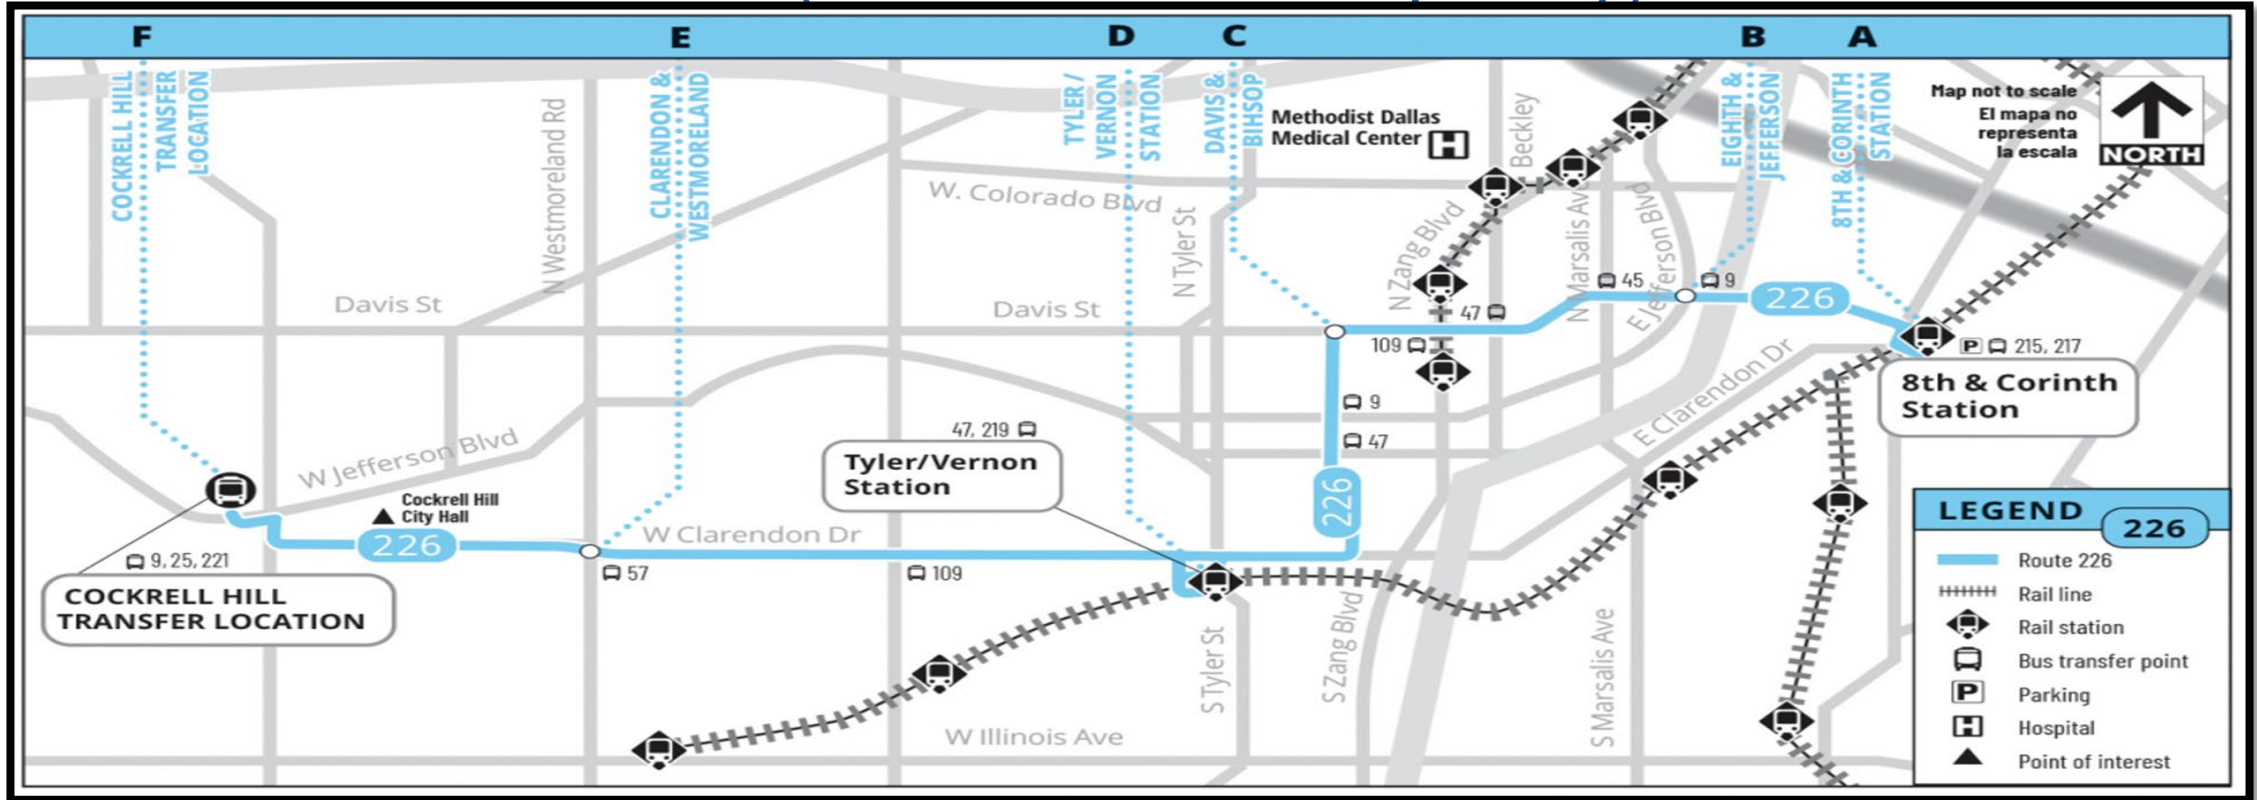 F
E
D
C
B
A
COCKRELL HILL
TRANSFER
LOCATION
CLARENDON &
WESTMORELAND
TYLER /
VERNON
STATION
DAVIS &
BIHSOP
EIGHTH &
JEFFERSON
8TH & CORINTH
STATION
Map not to scale
El mapa no
representa
la escala
NORTH
Methodist Dallas
Medical Center H
Beckley
N Westmoreland Rd
W. Colorado Blvd
N Tyler St
N Zang Blvd
N Marsalis Ave
E Jefferson Blvd
Davis St
Davis St
45
9
226
47
109
P 215, 217
8th & Corinth
Station
E Clarendon Dr
9
47
47, 219
Tyler/Vernon
Station
226
W Jefferson Blvd
Cockrell Hill
City Hall
226
W Clarendon Dr
57
109
9, 25, 221
COCKRELL HILL
TRANSFER LOCATION
S Tyler St
S Zang Blvd
S Marsalis Ave
W Illinois Ave
LEGEND
226
Route 226
Rail line
Rail station
Bus transfer point
P Parking
H Hospital
Point of interest